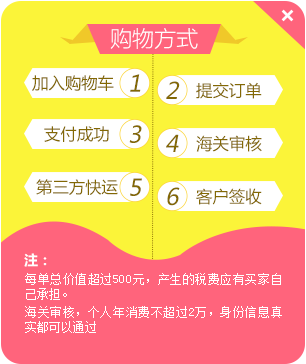 购物方式
加入购物车 1
2 提交订单
支付成功 3
4 海关审核
第三方快运 5
6 客户签收
注：
每单总价值超过500元，产生的税费应有买家自
己承担。
海关审核，个人年消费不超过2万，身份信息真
实都可以通过